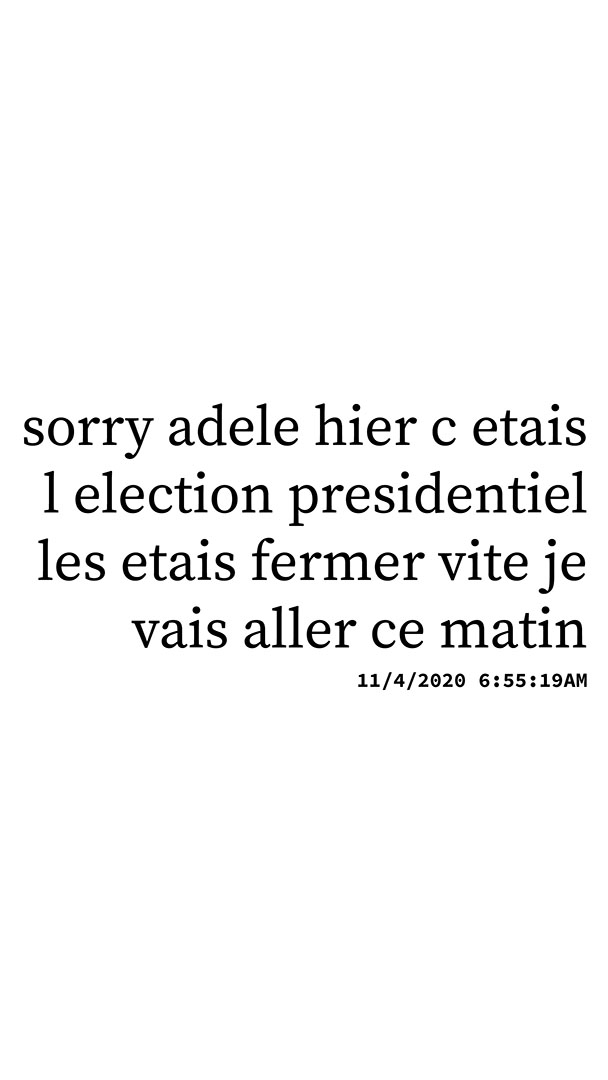 sorry adele hier c etais
l election presidentiel
les etais fermer vite je
vais aller ce matin
11/4/2020 6:55:19AM